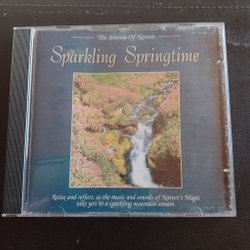 The Sounds Of Nature
Sparkling Springtime
Relax and reflect, as the music and sounds of Nature's Magic
take you to a sparkling mountain stream.